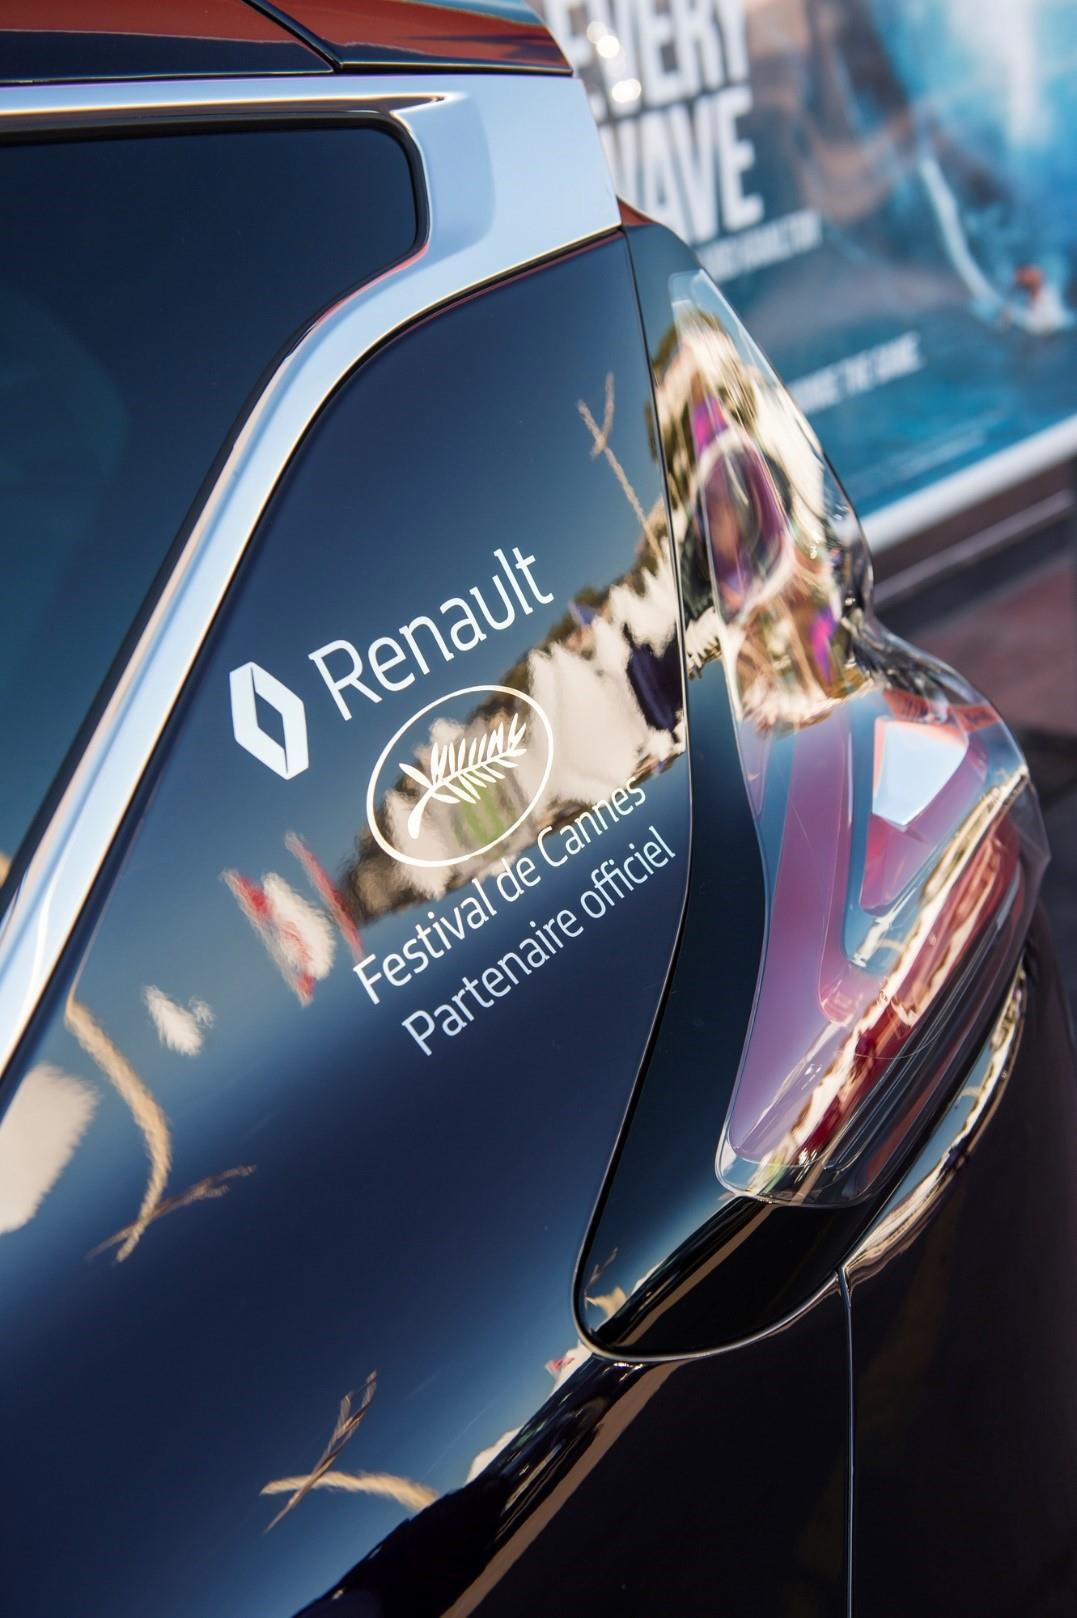 EVERY
WAVE
Renault
Festival de Cannes
Partenaire officiel